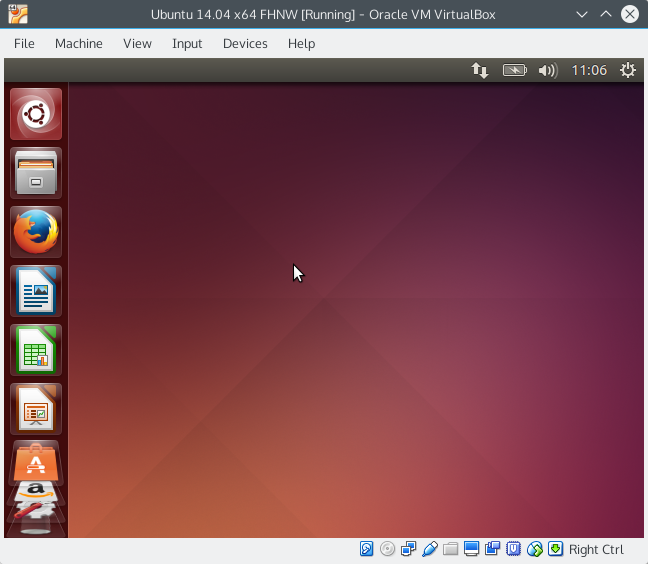 Ubuntu 14.04 x64 FHNW [Running] - Oracle VM VirtualBox
File Machine View Input Devices Help
11:06
Right Ctrl